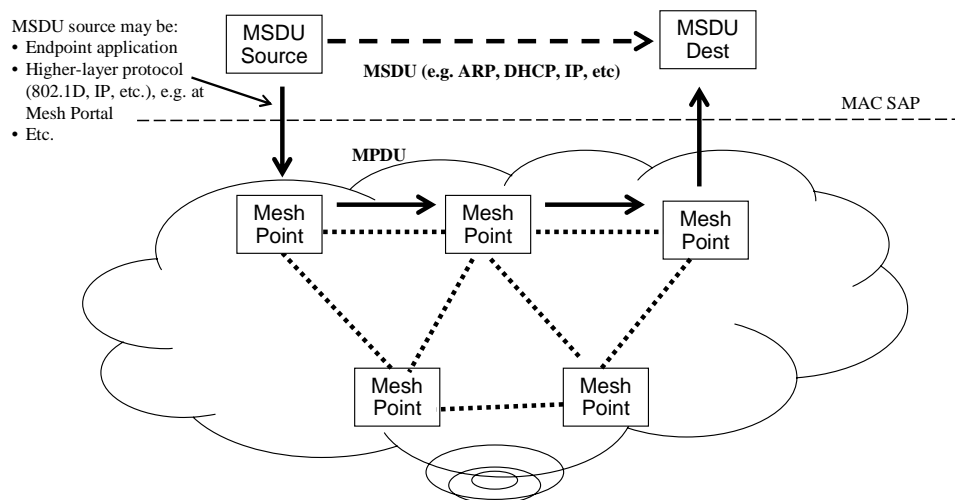 MSDU source may be:
• Endpoint application
• Higher-layer protocol
(802.1D, IP, etc.), e.g. at
Mesh Portal
• Etc.
MSDU
Source
MSDU
Dest
MSDU (e.g. ARP, DHCP, IP, etc)
MAC SAP
MPDU
Mesh
Point
Mesh
Point
Mesh
Point
Mesh
Point
Mesh
Point